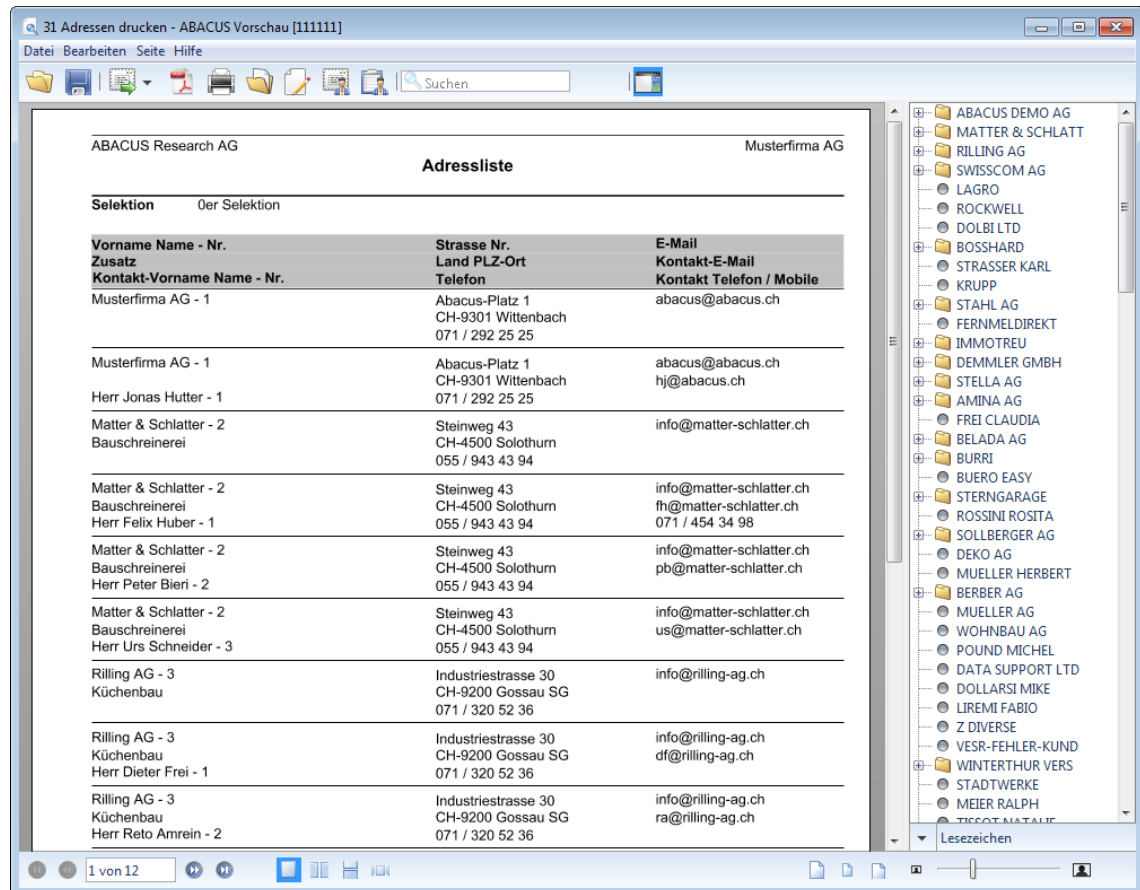 31 Adressen drucken - ABACUS Vorschau [111111]
Datei Bearbeiten Seite Hilfe
Suchen
ABACUS Research AG Musterfirma AG
Adressliste
Selektion 0er Selektion
Vorname Name - Nr. Strasse Nr. E-Mail
Zusatz Land PLZ-Ort Kontakt-E-Mail
Kontakt-Vorname Name - Nr. Telefon Kontakt Telefon / Mobile
Musterfirma AG - 1 Abacus-Platz 1 abacus@abacus.ch
CH-9301 Wittenbach
071 / 292 25 25
Musterfirma AG - 1 Abacus-Platz 1 abacus@abacus.ch
CH-9301 Wittenbach hj@abacus.ch
Herr Jonas Hutter - 1 071 / 292 25 25
Matter & Schlatter - 2 Steinweg 43 info@matter-schlatter.ch
Bauschreinerei CH-4500 Solothurn
055 / 943 43 94
Matter & Schlatter - 2 Steinweg 43 info@matter-schlatter.ch
Bauschreinerei CH-4500 Solothurn fh@matter-schlatter.ch
Herr Felix Huber - 1 055 / 943 43 94 071 / 454 34 98
Matter & Schlatter - 2 Steinweg 43 info@matter-schlatter.ch
Bauschreinerei CH-4500 Solothurn pb@matter-schlatter.ch
Herr Peter Bieri - 2 055 / 943 43 94
Matter & Schlatter - 2 Steinweg 43 info@matter-schlatter.ch
Bauschreinerei CH-4500 Solothurn us@matter-schlatter.ch
Herr Urs Schneider - 3 055 / 943 43 94
Rilling AG - 3 Industriestrasse 30 info@rilling-ag.ch
Küchenbau CH-9200 Gossau SG
071 / 320 52 36
Rilling AG - 3 Industriestrasse 30 info@rilling-ag.ch
Küchenbau CH-9200 Gossau SG df@rilling-ag.ch
Herr Dieter Frei - 1 071 / 320 52 36
Rilling AG - 3 Industriestrasse 30 info@rilling-ag.ch
Küchenbau CH-9200 Gossau SG ra@rilling-ag.ch
Herr Reto Amrein - 2 071 / 320 52 36
ABACUS DEMO AG
MATTER & SCHLATT
RILLING AG
SWISSCOM AG
LAGRO
ROCKWELL
DOLBI LTD
BOSSHARD
STRASSER KARL
KRUPP
STAHL AG
FERNMELDIREKT
IMMOTREU
DEMMLER GMBH
STELLA AG
AMINA AG
FREI CLAUDIA
BELADA AG
BURRI
BUERO EASY
STERNGARAGE
ROSSINI ROSITA
SOLLBERGER AG
DEKO AG
MUELLER HERBERT
BERBER AG
MUELLER AG
WOHNBAU AG
POUND MICHEL
DATA SUPPORT LTD
DOLLARSI MIKE
LIREMI FABIO
Z DIVERSE
VESR-FEHLER-KUND
WINTERTHUR VERS
STADTWERKE
MEIER RALPH
TISSOT NATALIE
Lesezeichen
1 von 12